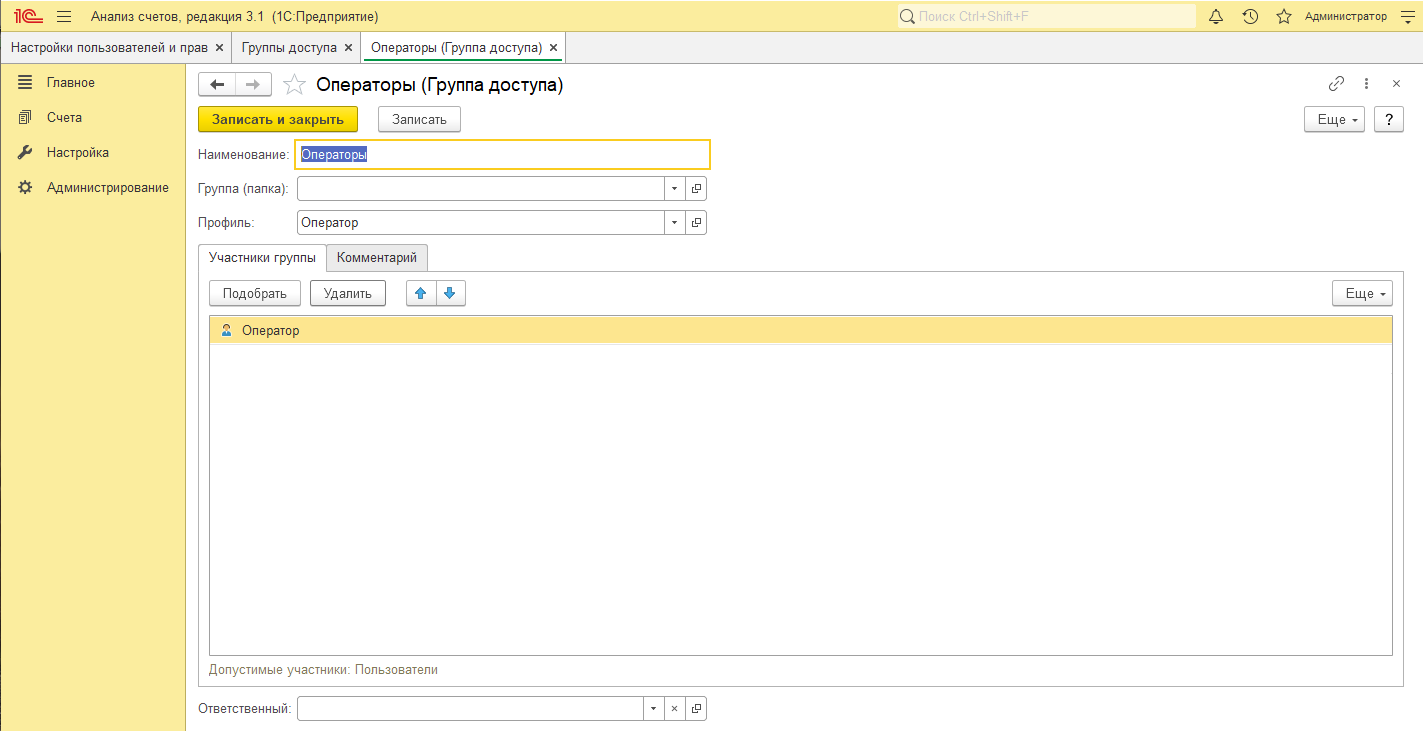 1С Анализ счетов, редакция 3.1 (1С:Предприятие) Поиск Ctrl+Shift+F Администратор
Настройки пользователей и прав × Группы доступа × Операторы (Группа доступа) ×
Главное
Счета
Настройка
Администрирование
Операторы (Группа доступа)
Записать и закрыть Записать Еще ?
Наименование: Операторы
Группа (папка):
Профиль: Оператор
Участники группы Комментарий
Подобрать Удалить Еще
Оператор
Допустимые участники: Пользователи
Ответственный: